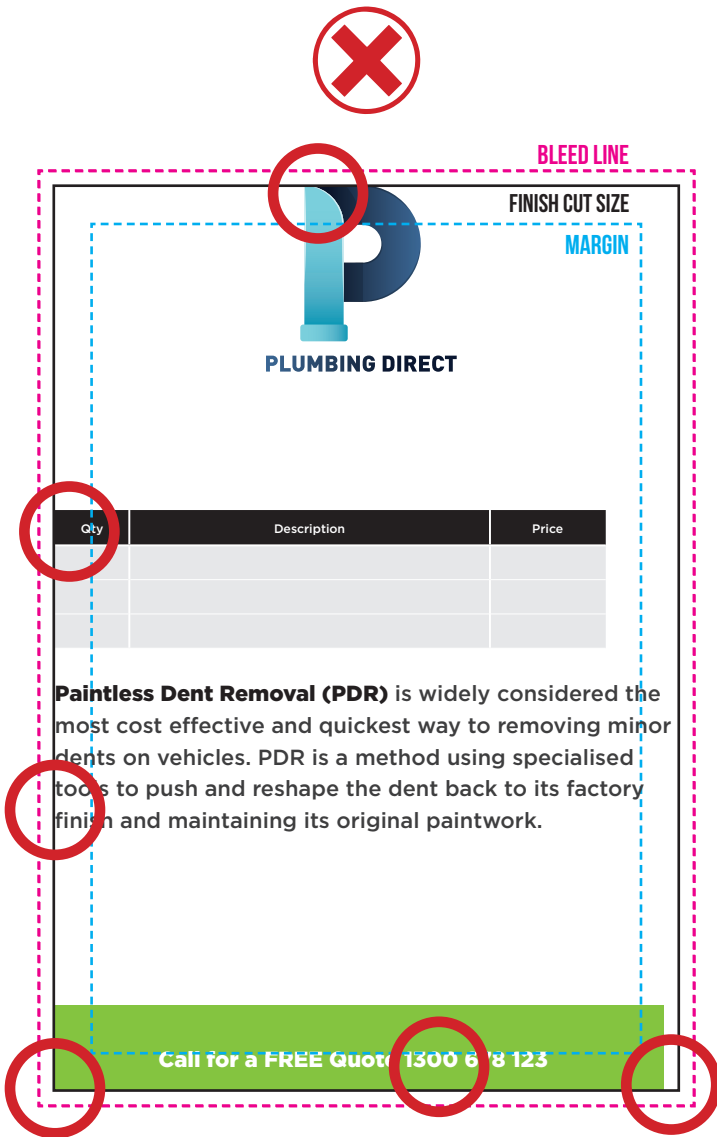 BLEED LINE
FINISH CUT SIZE
MARGIN
PLUMBING DIRECT
Qty Description Price
Paintless Dent Removal (PDR) is widely considered the
most cost effective and quickest way to removing minor
dents on vehicles. PDR is a method using specialised
tools to push and reshape the dent back to its factory
finish and maintaining its original paintwork.
Call for a FREE Quote 1300 678 123